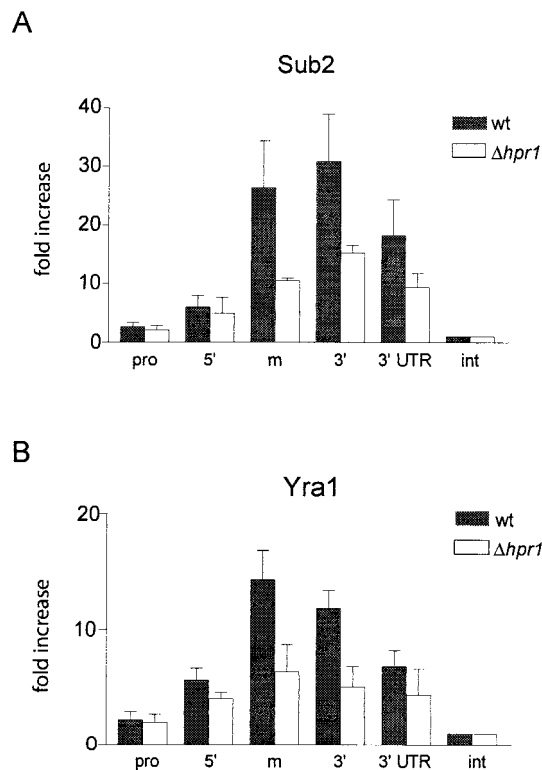 A
Sub2
fold increase
40
30
20
10
0
wt
Δhpr1
pro 5' m 3' 3' UTR int
B
Yra1
fold increase
20
10
0
wt
Δhpr1
pro 5' m 3' 3' UTR int